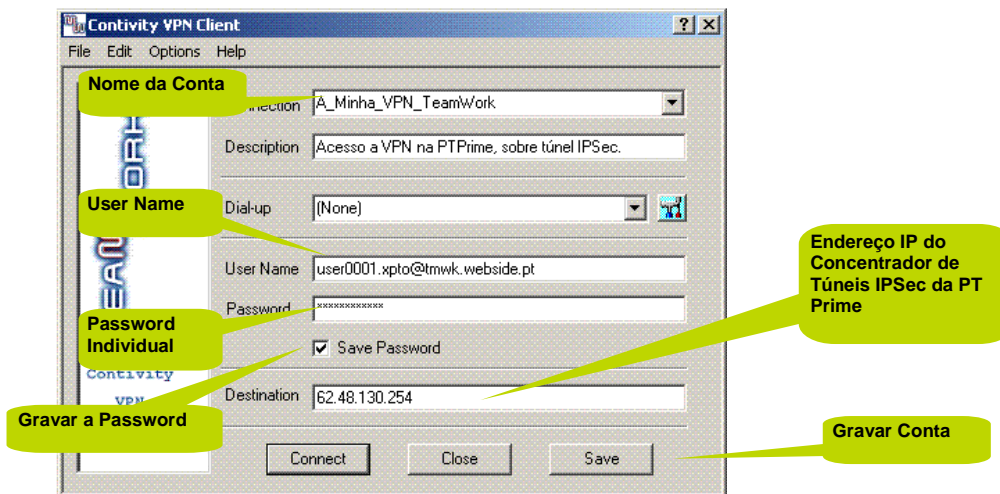 Contivity VPN Client
File Edit Options Help
Nome da Conta
A_Minha_VPN_TeamWork
Description
Acesso a VPN na PTPrime, sobre túnel IPSec.
User Name
Dial-up
(None)
Endereço IP do
Concentrador de
Túneis IPSec da PT
Prime
User Name
user0001.xpto@tmwk.webside.pt
Password
xxxxxxxxxxxx
Password
Individual
Save Password
Contivity
VPN
Destination
62.48.130.254
Gravar a Password
Gravar Conta
Connect
Close
Save